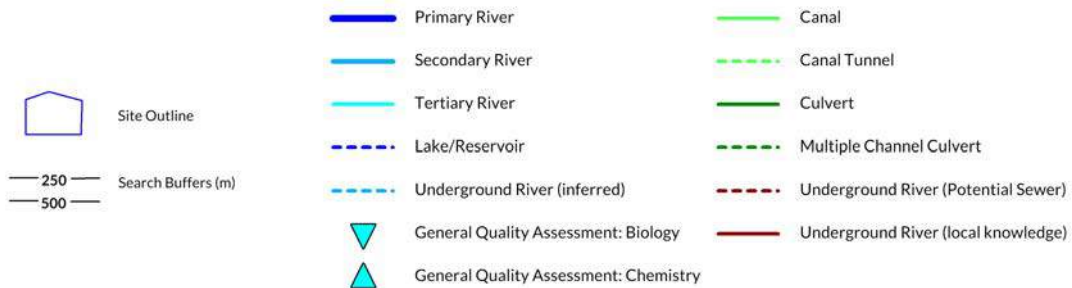 Site Outline
250
Search Buffers (m)
500
Primary River
Secondary River
Tertiary River
Lake/Reservoir
Underground River (inferred)
General Quality Assessment: Biology
General Quality Assessment: Chemistry
Canal
Canal Tunnel
Culvert
Multiple Channel Culvert
Underground River (Potential Sewer)
Underground River (local knowledge)